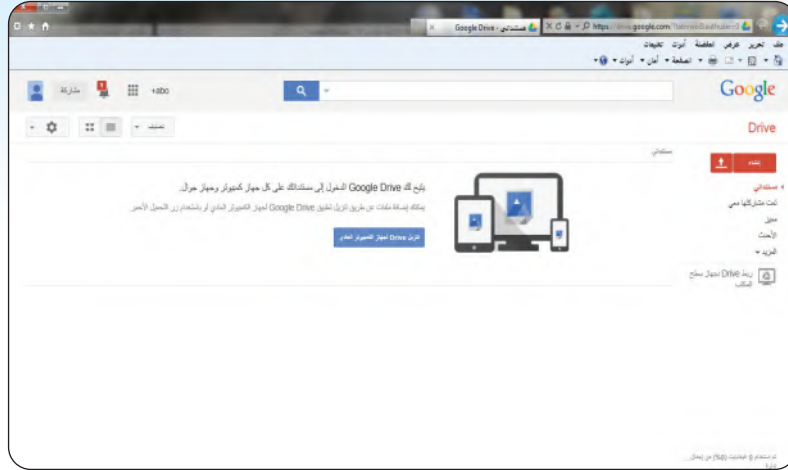 مستنداتي - Google Drive
https://drive.google.com
ملف تحرير عرض المفضلة أدوات تعليمات
الصفحة أمان أدوات
Google
+abo
1
مشاركة
Drive
تصنيف
إنشاء
مستنداتي
مستنداتي
تمت مشاركتها معي
مميز
الأحدث
المزيد
ربط Drive بجهاز سطح
المكتب
يتيح لك Google Drive الدخول إلى مستنداتك على كل جهاز كمبيوتر وجهاز جوال.
يمكنك إضافة ملفات عن طريق تنزيل تطبيق Google Drive لجهاز الكمبيوتر العادي أو باستخدام زر التحميل الأحمر
تنزيل Drive لجهاز الكمبيوتر العادي